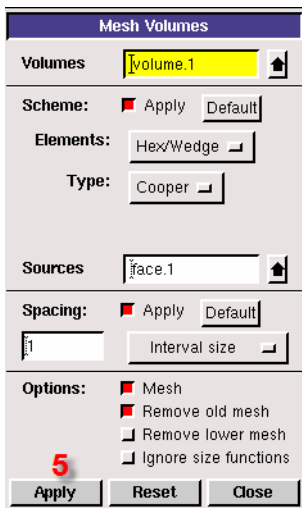 Mesh Volumes
Volumes volume.1
Scheme: Apply Default
Elements: Hex/Wedge
Type: Cooper
Sources face.1
Spacing: Apply Default
1 Interval size
Options: Mesh
Remove old mesh
Remove lower mesh
Ignore size functions
5
Apply Reset Close